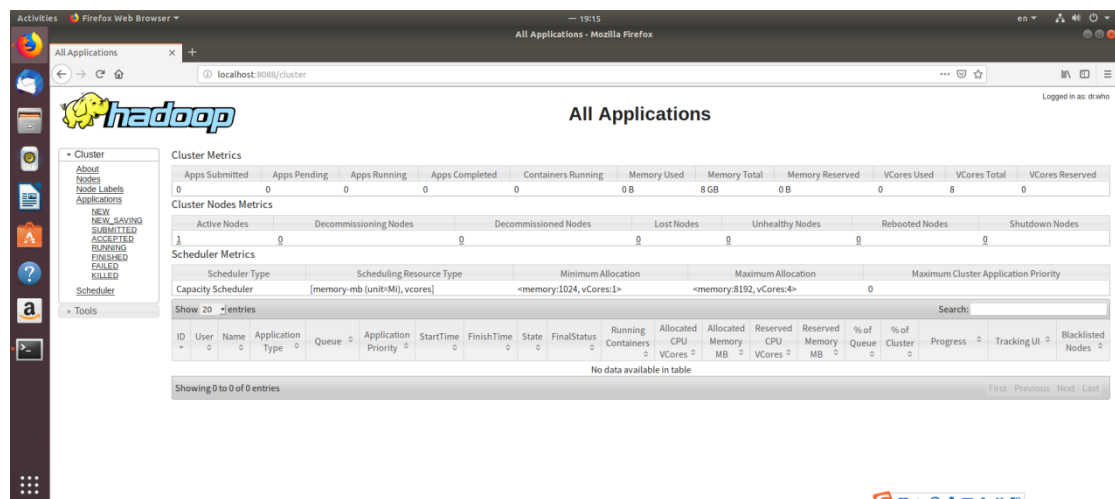 Activities Firefox Web Browser 19:15 en
All Applications - Mozilla Firefox
All Applications × +
localhost:8088/cluster
Logged in as: dr.who
hadoop
All Applications
Cluster
About
Nodes
Node Labels
Applications
NEW
NEW_SAVING
SUBMITTED
ACCEPTED
RUNNING
FINISHED
FAILED
KILLED
Scheduler
Tools
Cluster Metrics
Apps Submitted Apps Pending Apps Running Apps Completed Containers Running Memory Used Memory Total Memory Reserved VCores Used VCores Total VCores Reserved
0 0 0 0 0 0 B 8 GB 0 B 0 8 0
Cluster Nodes Metrics
Active Nodes Decommissioning Nodes Decommissioned Nodes Lost Nodes Unhealthy Nodes Rebooted Nodes Shutdown Nodes
1 0 0 0 0 0 0
Scheduler Metrics
Scheduler Type Scheduling Resource Type Minimum Allocation Maximum Allocation Maximum Cluster Application Priority
Capacity Scheduler [memory-mb (unit=Mi), vcores] <memory:1024, vCores:1> <memory:8192, vCores:4> 0
Show 20 entries Search:
ID User Name Application Type Queue Application Priority StartTime FinishTime State FinalStatus Running Containers Allocated CPU VCores Allocated Memory MB Reserved CPU VCores Reserved Memory MB % of Queue % of Cluster Progress Tracking UI Blacklisted Nodes
No data available in table
Showing 0 to 0 of 0 entries First Previous Next Last